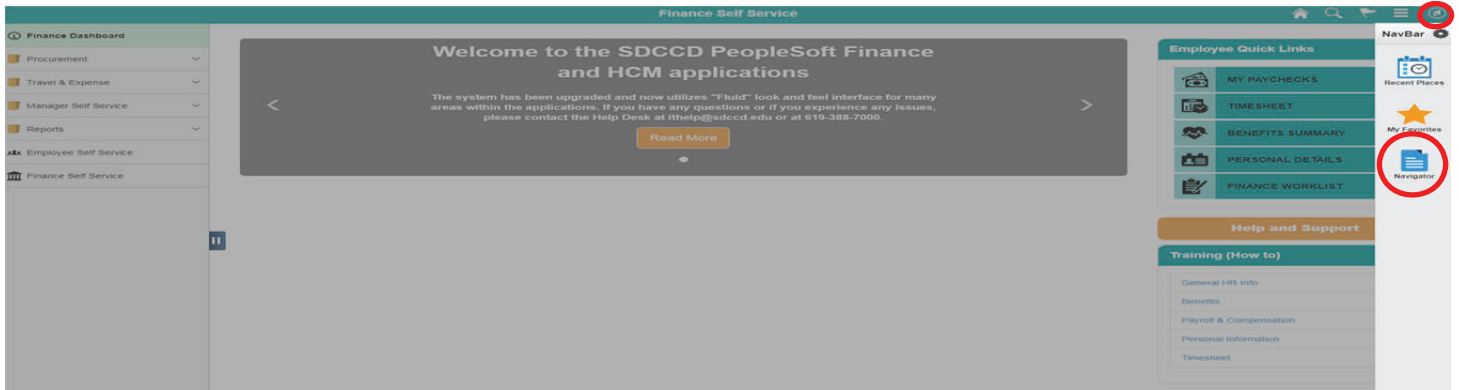 Finance Self Service
Finance Dashboard
Procurement
Travel & Expense
Manager Self Service
Reports
Employee Self Service
Finance Self Service
Welcome to the SDCCD PeopleSoft Finance
and HCM applications
The system has been upgraded and now utilizes "Fluid" look and feel interface for many
areas within the applications. If you have any questions or if you experience any issues,
please contact the Help Desk at ithelp@sdccd.edu or at 619-388-7000.
Read More
Employee Quick Links
MY PAYCHECKS
TIMESHEET
BENEFITS SUMMARY
PERSONAL DETAILS
FINANCE WORKLIST
Help and Support
Training (How to)
General HR Info
Benefits
Payroll & Compensation
Personal Information
Timesheet
NavBar
Recent Places
My Favorites
Navigator